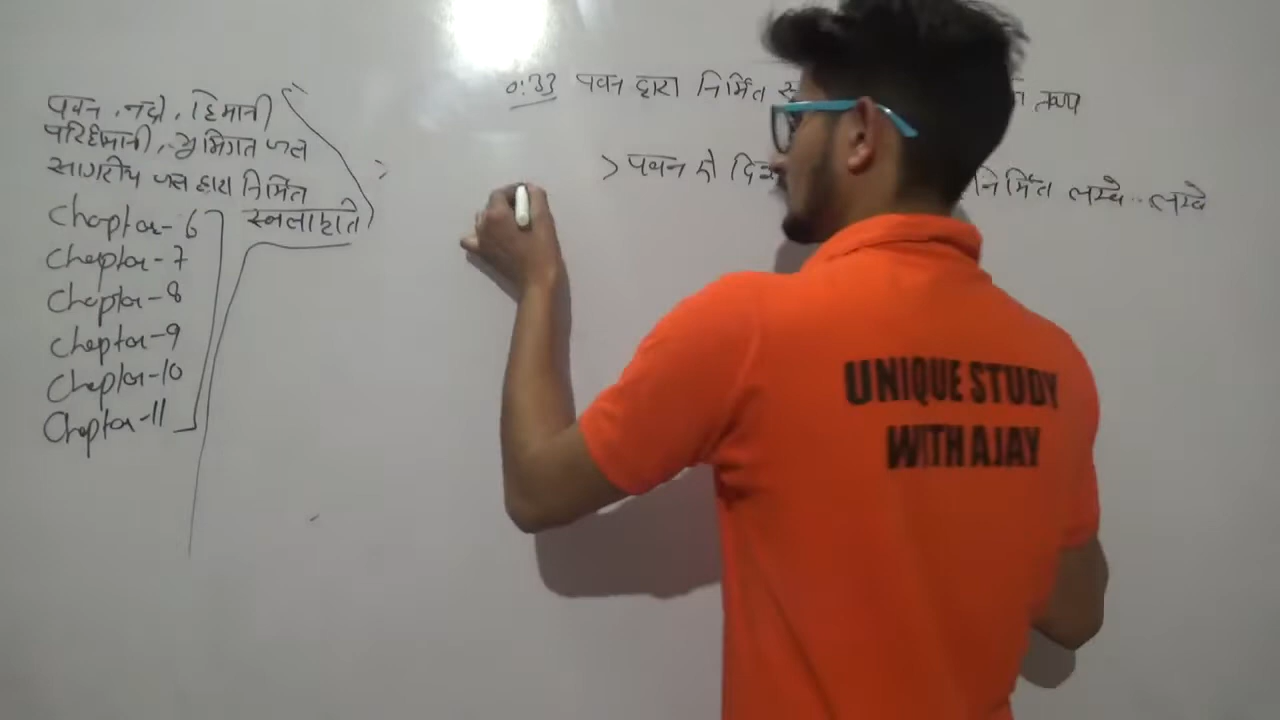 पवन, नदी, हिमानी
परिहिमानी, भूमिगत जल
सागरीय जल द्वारा निर्मित
स्थलाकृति
Chapter-6
Chapter-7
Chapter-8
Chapter-9
Chapter-10
Chapter-11
0:33 पवन द्वारा निर्मित
> पवन से निर्मित लम्बे-लम्बे
UNIQUE STUDY
WITH AJAY